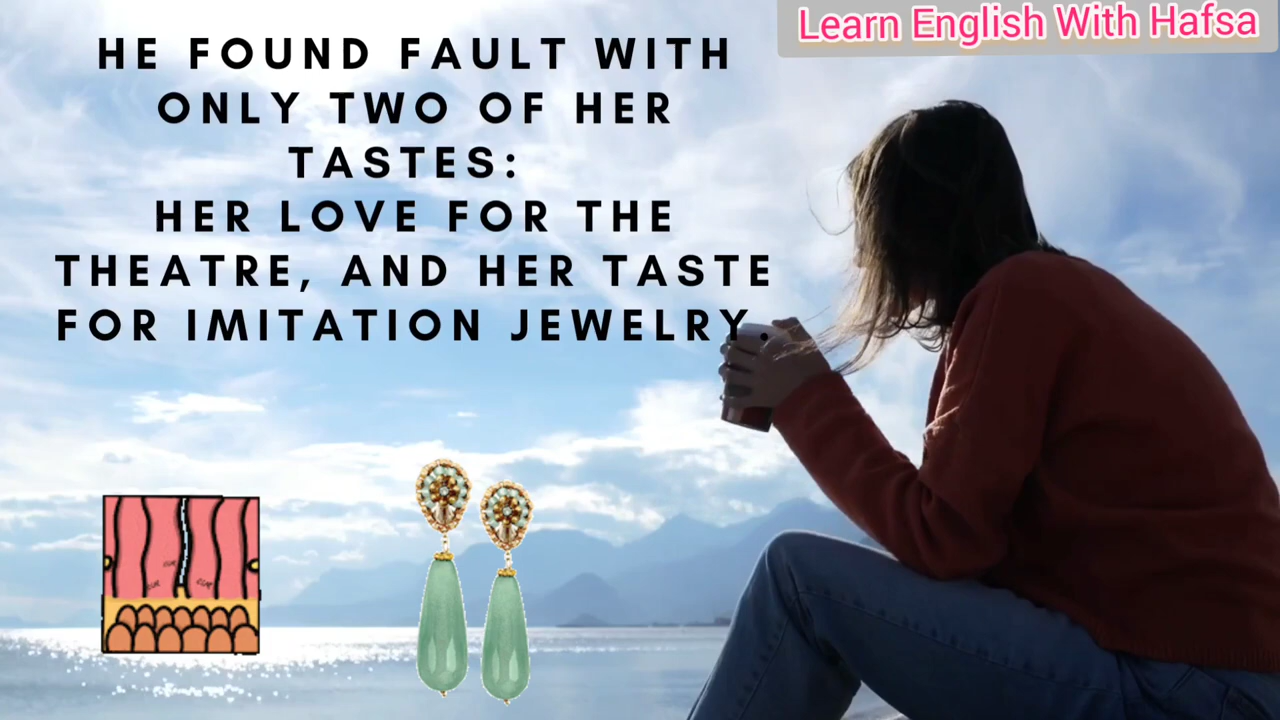 Learn English With Hafsa
HE FOUND FAULT WITH
ONLY TWO OF HER
TASTES:
HER LOVE FOR THE
THEATRE, AND HER TASTE
FOR IMITATION JEWELRY.